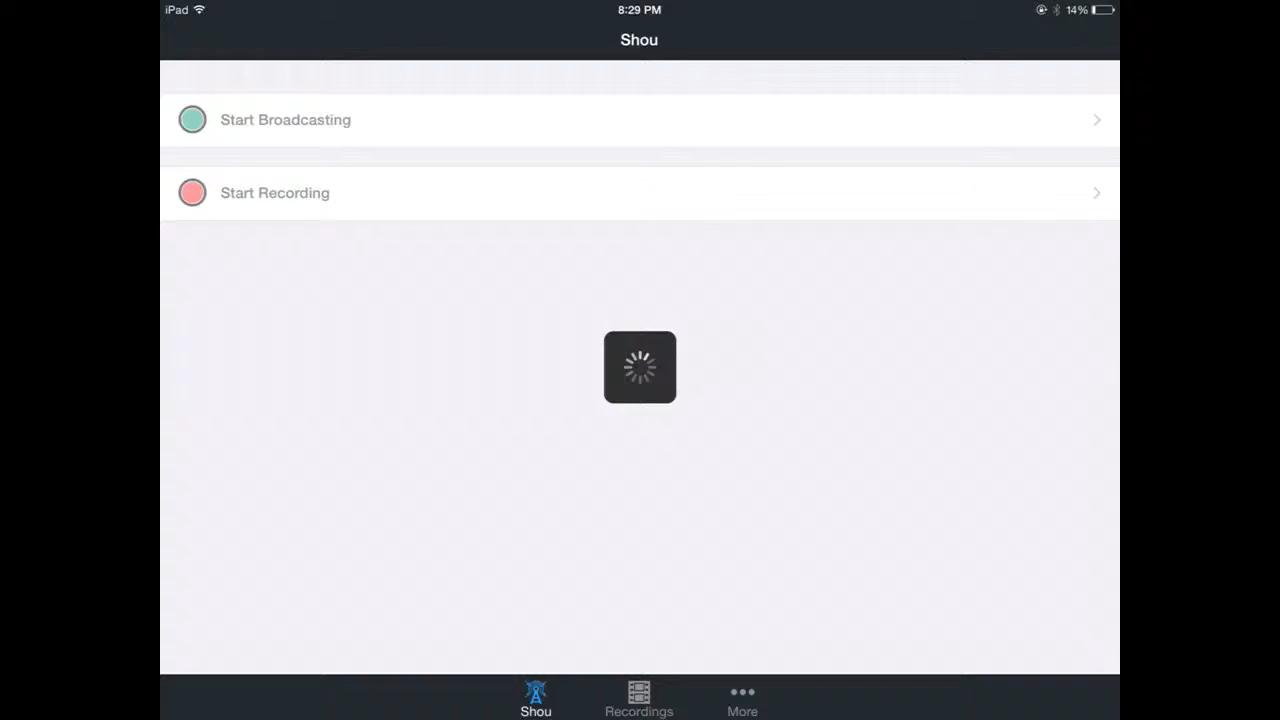 iPad 8:29 PM 14%
Shou
Start Broadcasting
Start Recording
Shou Recordings More